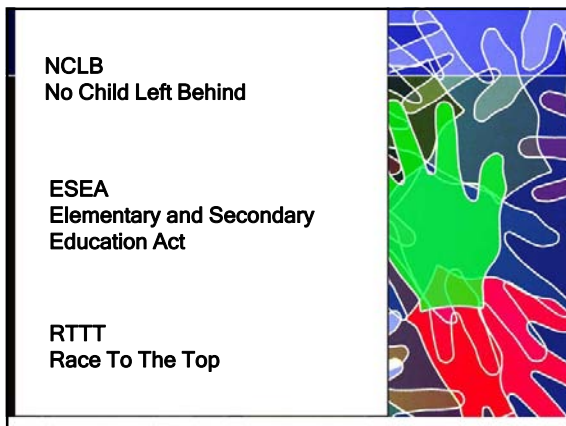 NCLB
No Child Left Behind
ESEA
Elementary and Secondary
Education Act
RTTT
Race To The Top